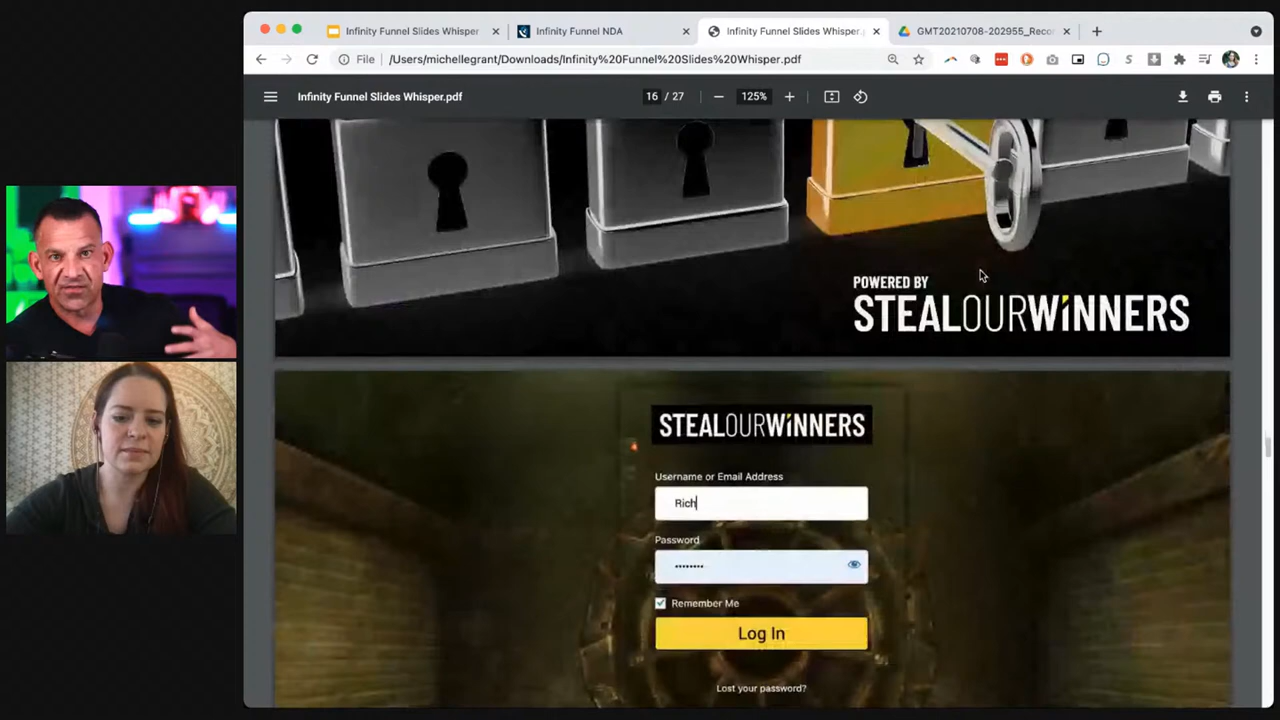 Infinity Funnel Slides Whisper
Infinity Funnel NDA
Infinity Funnel Slides Whisper.
GMT20210708-202955_Recor
File
/Users/michellegrant/Downloads/Infinity%20Funnel%20Slides%20Whisper.pdf
Infinity Funnel Slides Whisper.pdf
16 / 27
125%
POWERED BY
STEALOURWINNERS
STEALOURWINNERS
Username or Email Address
Rich
Password
••••••••
Remember Me
Log In
Lost your password?